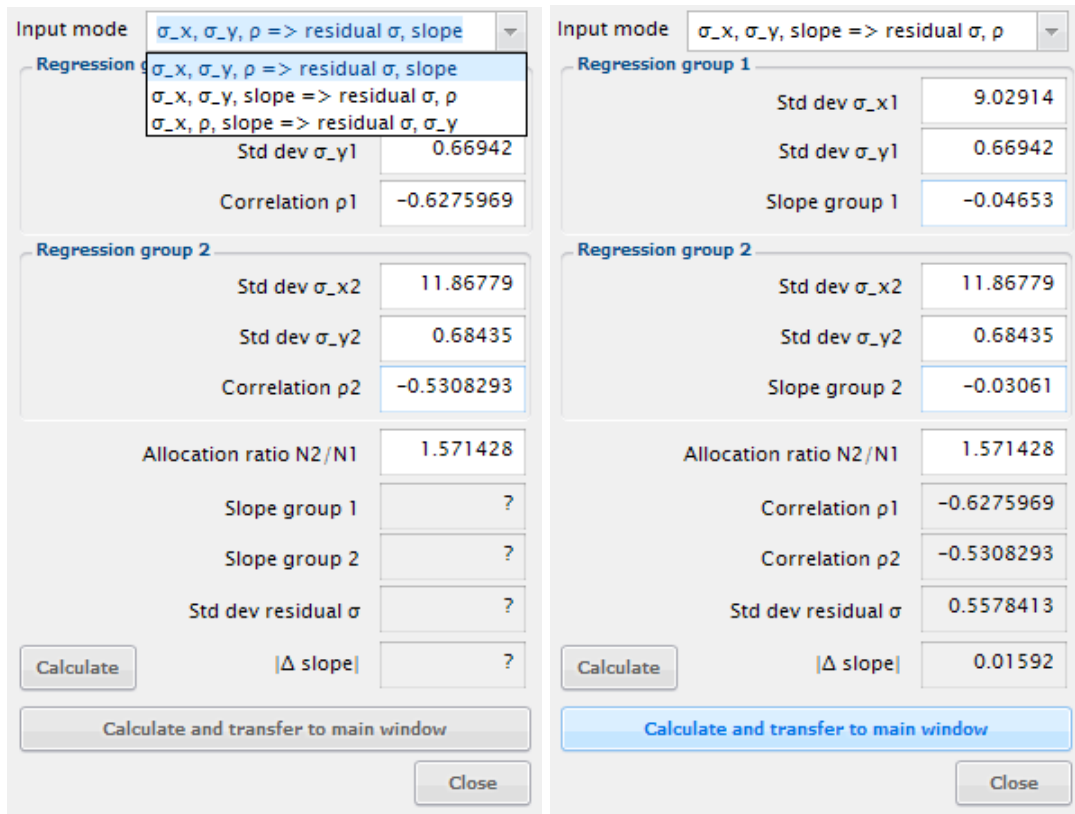 Input mode σ_x, σ_y, ρ => residual σ, slope
σ_x, σ_y, ρ => residual σ, slope
σ_x, σ_y, slope => residual σ, ρ
σ_x, ρ, slope => residual σ, σ_y
Regression
Std dev σ_y1 0.66942
Correlation ρ1 -0.6275969
Regression group 2
Std dev σ_x2 11.86779
Std dev σ_y2 0.68435
Correlation ρ2 -0.5308293
Allocation ratio N2/N1 1.571428
Slope group 1 ?
Slope group 2 ?
Std dev residual σ ?
Calculate |Δ slope| ?
Calculate and transfer to main window
Close
Input mode σ_x, σ_y, slope => residual σ, ρ
Regression group 1
Std dev σ_x1 9.02914
Std dev σ_y1 0.66942
Slope group 1 -0.04653
Regression group 2
Std dev σ_x2 11.86779
Std dev σ_y2 0.68435
Slope group 2 -0.03061
Allocation ratio N2/N1 1.571428
Correlation ρ1 -0.6275969
Correlation ρ2 -0.5308293
Std dev residual σ 0.5578413
Calculate |Δ slope| 0.01592
Calculate and transfer to main window
Close